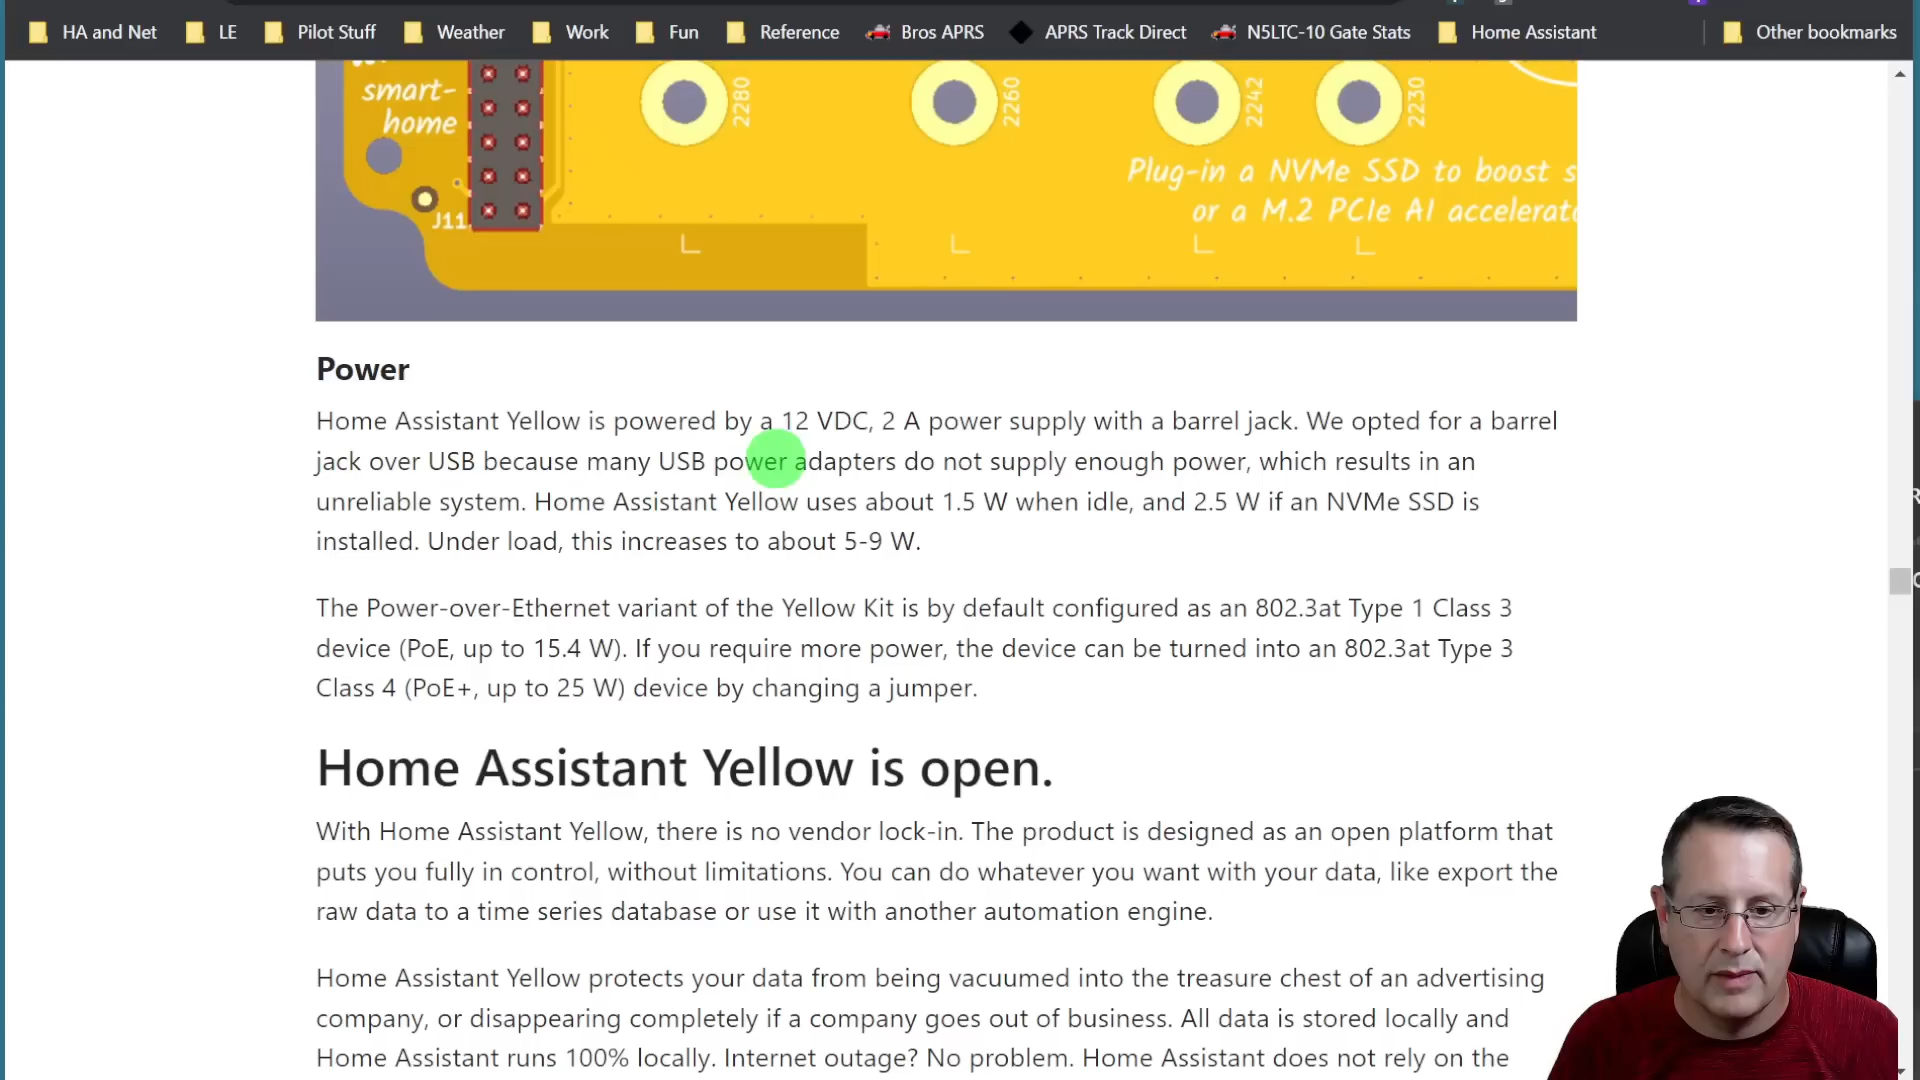 HA and Net LE Pilot Stuff Weather Work Fun Reference Bros APRS APRS Track Direct N5LTC-10 Gate Stats Home Assistant Other bookmarks
smart-
home
J11
2280
2260
2242
2230
Plug-in a NVMe SSD to boost s
or a M.2 PCIe AI accelerato
Power
Home Assistant Yellow is powered by a 12 VDC, 2 A power supply with a barrel jack. We opted for a barrel
jack over USB because many USB power adapters do not supply enough power, which results in an
unreliable system. Home Assistant Yellow uses about 1.5 W when idle, and 2.5 W if an NVMe SSD is
installed. Under load, this increases to about 5-9 W.
The Power-over-Ethernet variant of the Yellow Kit is by default configured as an 802.3at Type 1 Class 3
device (PoE, up to 15.4 W). If you require more power, the device can be turned into an 802.3at Type 3
Class 4 (PoE+, up to 25 W) device by changing a jumper.
Home Assistant Yellow is open.
With Home Assistant Yellow, there is no vendor lock-in. The product is designed as an open platform that
puts you fully in control, without limitations. You can do whatever you want with your data, like export the
raw data to a time series database or use it with another automation engine.
Home Assistant Yellow protects your data from being vacuumed into the treasure chest of an advertising
company, or disappearing completely if a company goes out of business. All data is stored locally and
Home Assistant runs 100% locally. Internet outage? No problem. Home Assistant does not rely on the